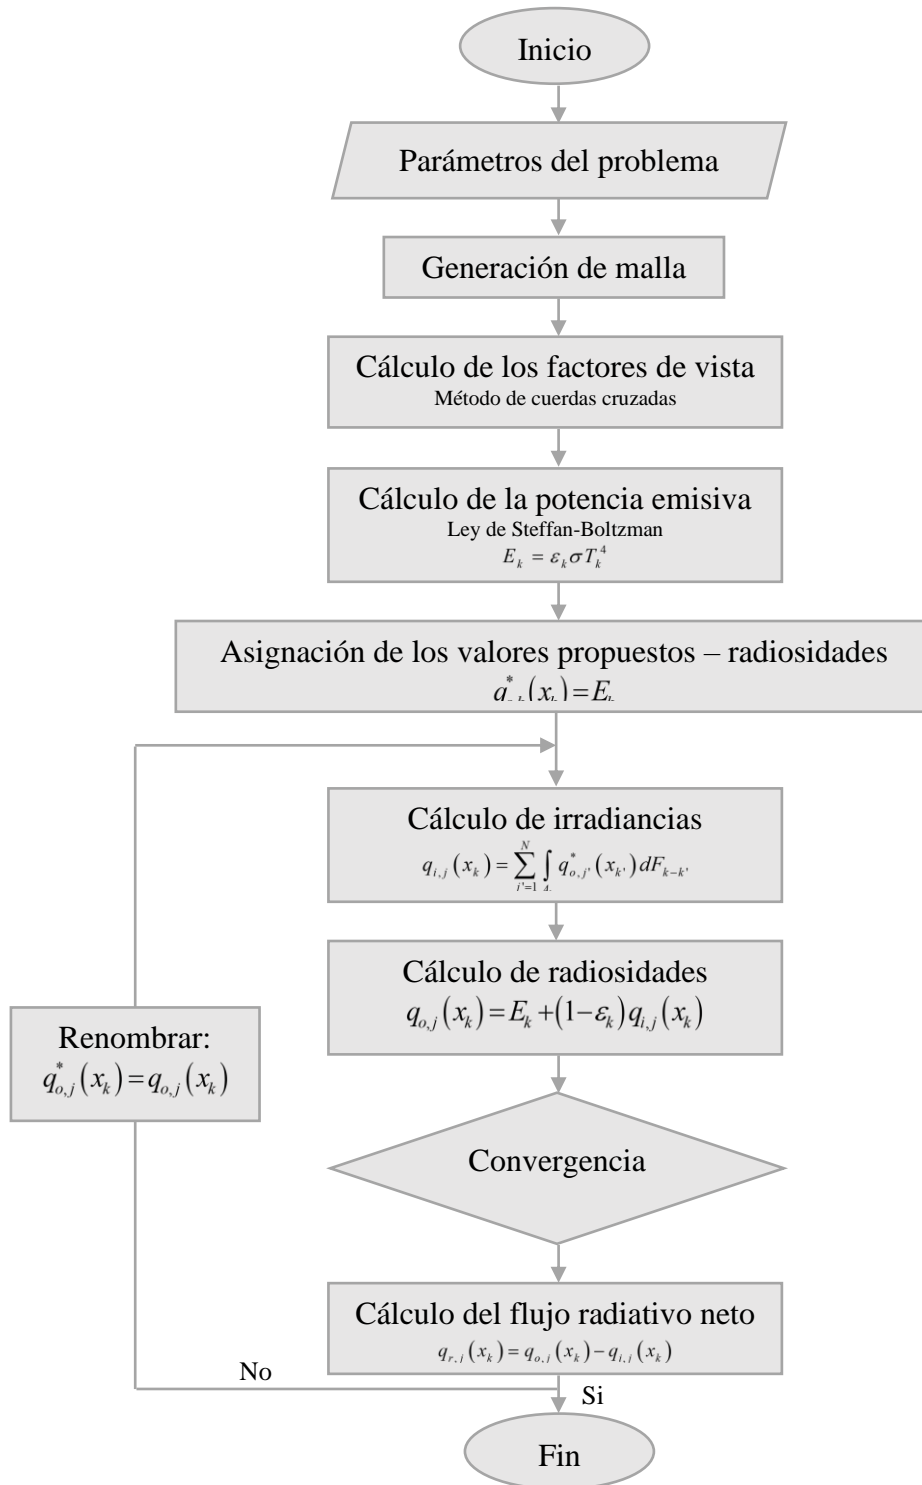 Inicio
Parámetros del problema
Generación de malla
Cálculo de los factores de vista
Método de cuerdas cruzadas
Cálculo de la potencia emisiva
Ley de Steffan-Boltzman
E_k = ε_k σT_k^4
Asignación de los valores propuestos – radiosidades
Cálculo de irradiancias
q_{i,j}(x_k) = ∑_{j'=1}^{N} ∫ q^*_{o,j'}(x_{k'}) dF_{k-k'}
Cálculo de radiosidades
q_{o,j}(x_k) = E_k + (1-ε_k) q_{i,j}(x_k)
Renombrar:
q^*_{o,j}(x_k) = q_{o,j}(x_k)
Convergencia
Cálculo del flujo radiativo neto
q_{r,j}(x_k) = q_{o,j}(x_k) - q_{i,j}(x_k)
No
Si
Fin